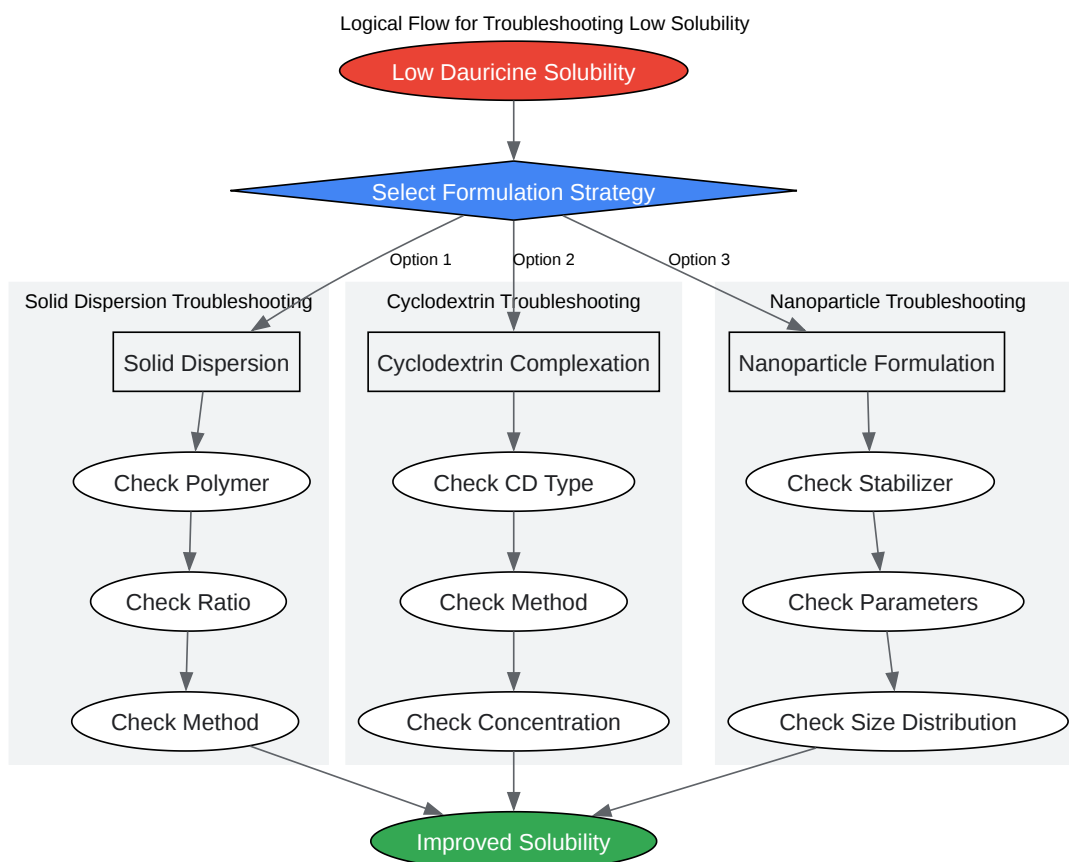 Logical Flow for Troubleshooting Low Solubility
Low Dauricine Solubility
Select Formulation Strategy
Option 1
Option 2
Option 3
Solid Dispersion Troubleshooting
Cyclodextrin Troubleshooting
Nanoparticle Troubleshooting
Solid Dispersion
Cyclodextrin Complexation
Nanoparticle Formulation
Check Polymer
Check CD Type
Check Stabilizer
Check Ratio
Check Method
Check Parameters
Check Method
Check Concentration
Check Size Distribution
Improved Solubility